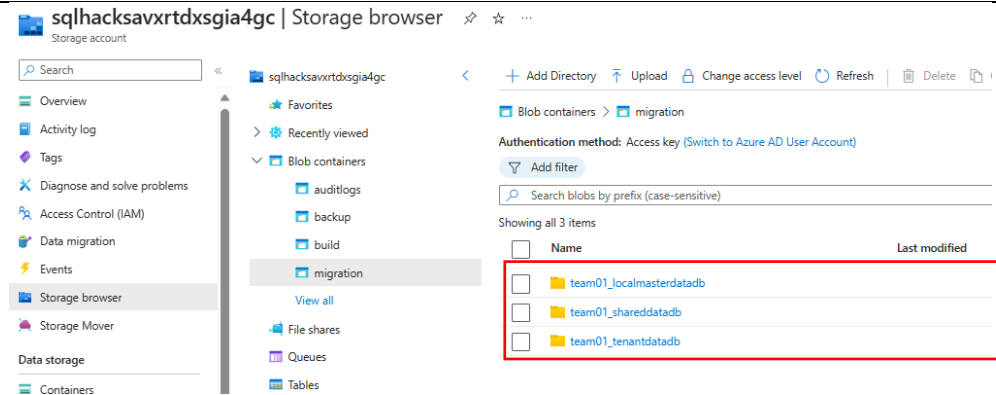 sqlhacksavxrtdxsgia4gc | Storage browser
Storage account
Search
Overview
Activity log
Tags
Diagnose and solve problems
Access Control (IAM)
Data migration
Events
Storage browser
Storage Mover
Data storage
Containers
sqlhacksavxrtdxsgia4gc
Favorites
Recently viewed
Blob containers
auditlogs
backup
build
migration
View all
File shares
Queues
Tables
Add Directory Upload Change access level Refresh Delete
Blob containers > migration
Authentication method: Access key (Switch to Azure AD User Account)
Add filter
Search blobs by prefix (case-sensitive)
Showing all 3 items
Name Last modified
team01_localmasterdatadb
team01_shareddatadb
team01_tenantdatadb